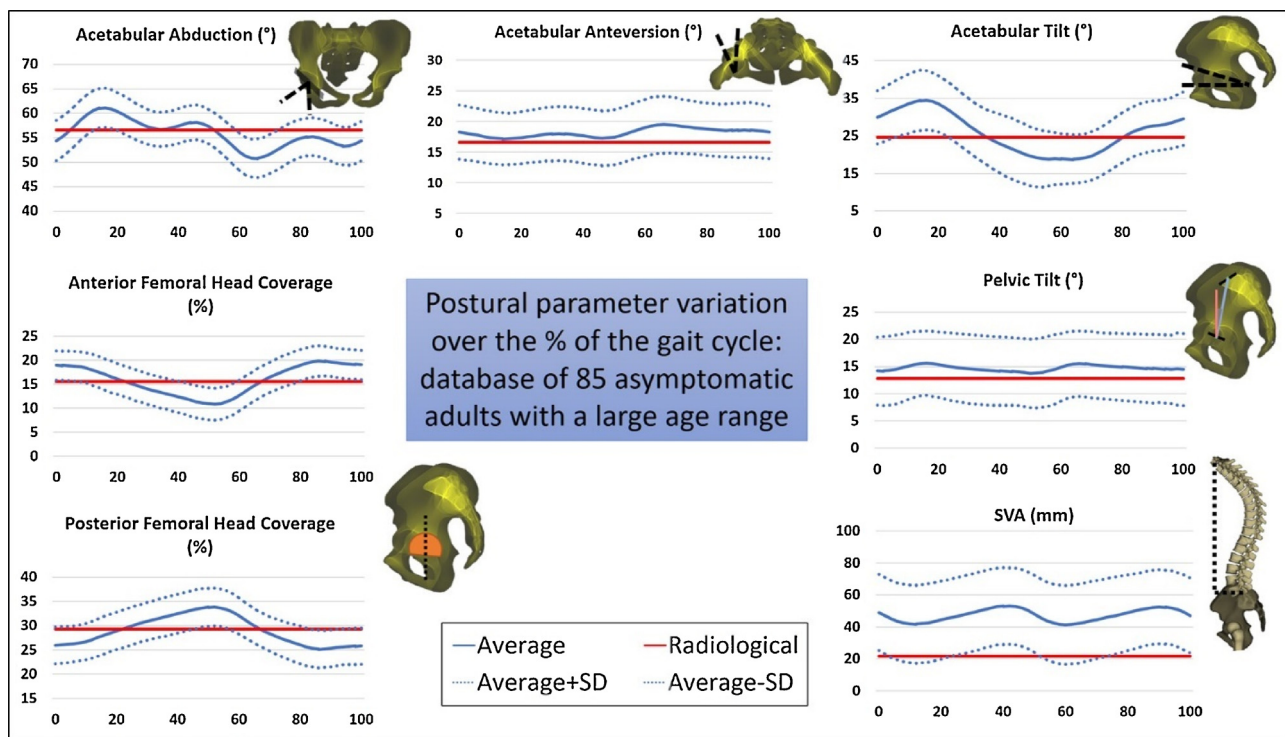 Acetabular Abduction (°)
70
65
60
55
50
45
40
0 20 40 60 80 100
Acetabular Anteversion (°)
30
25
20
15
10
5
0 20 40 60 80 100
Acetabular Tilt (°)
45
35
25
15
5
0 20 40 60 80 100
Anterior Femoral Head Coverage
(%)
25
20
15
10
5
0
0 20 40 60 80 100
Postural parameter variation
over the % of the gait cycle:
database of 85 asymptomatic
adults with a large age range
Pelvic Tilt (°)
25
20
15
10
5
0
0 20 40 60 80 100
Posterior Femoral Head Coverage
(%)
40
35
30
25
20
15
0 20 40 60 80 100
Average Radiological
Average+SD Average-SD
SVA (mm)
100
80
60
40
20
0
0 20 40 60 80 100